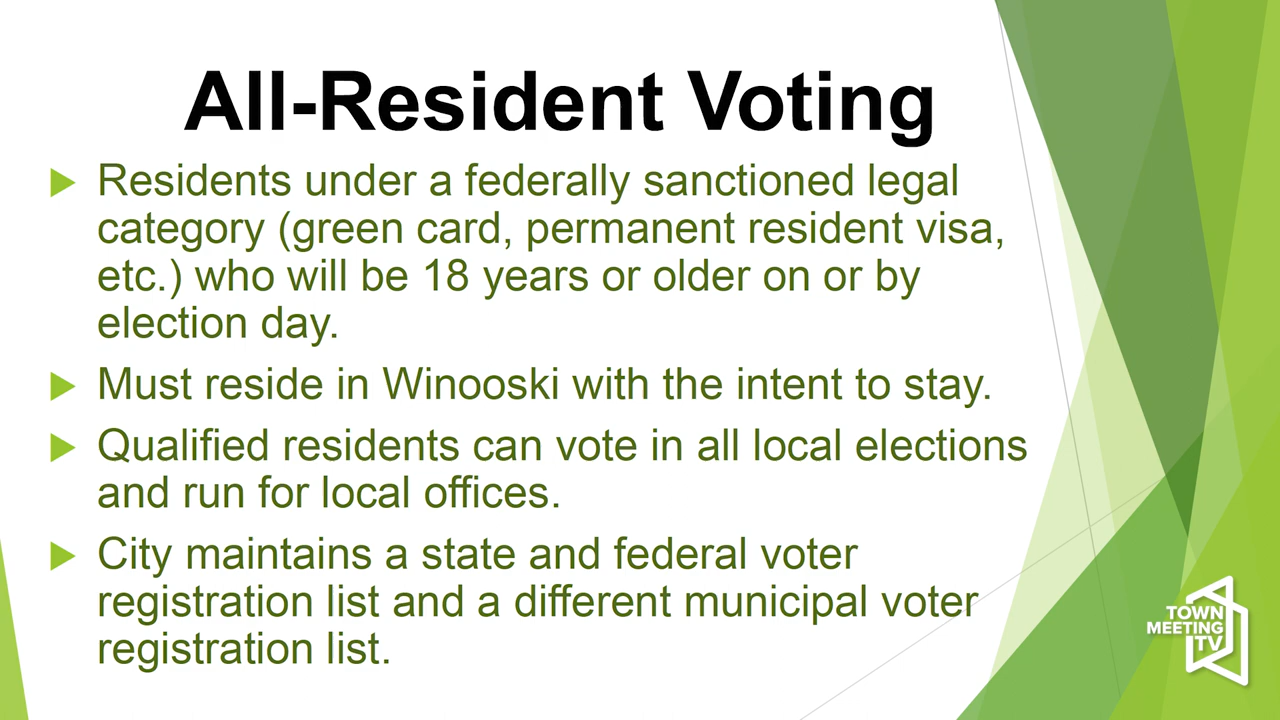 All-Resident Voting
Residents under a federally sanctioned legal
category (green card, permanent resident visa,
etc.) who will be 18 years or older on or by
election day.
Must reside in Winooski with the intent to stay.
Qualified residents can vote in all local elections
and run for local offices.
City maintains a state and federal voter
registration list and a different municipal voter
registration list.
TOWN
MEETING
TV